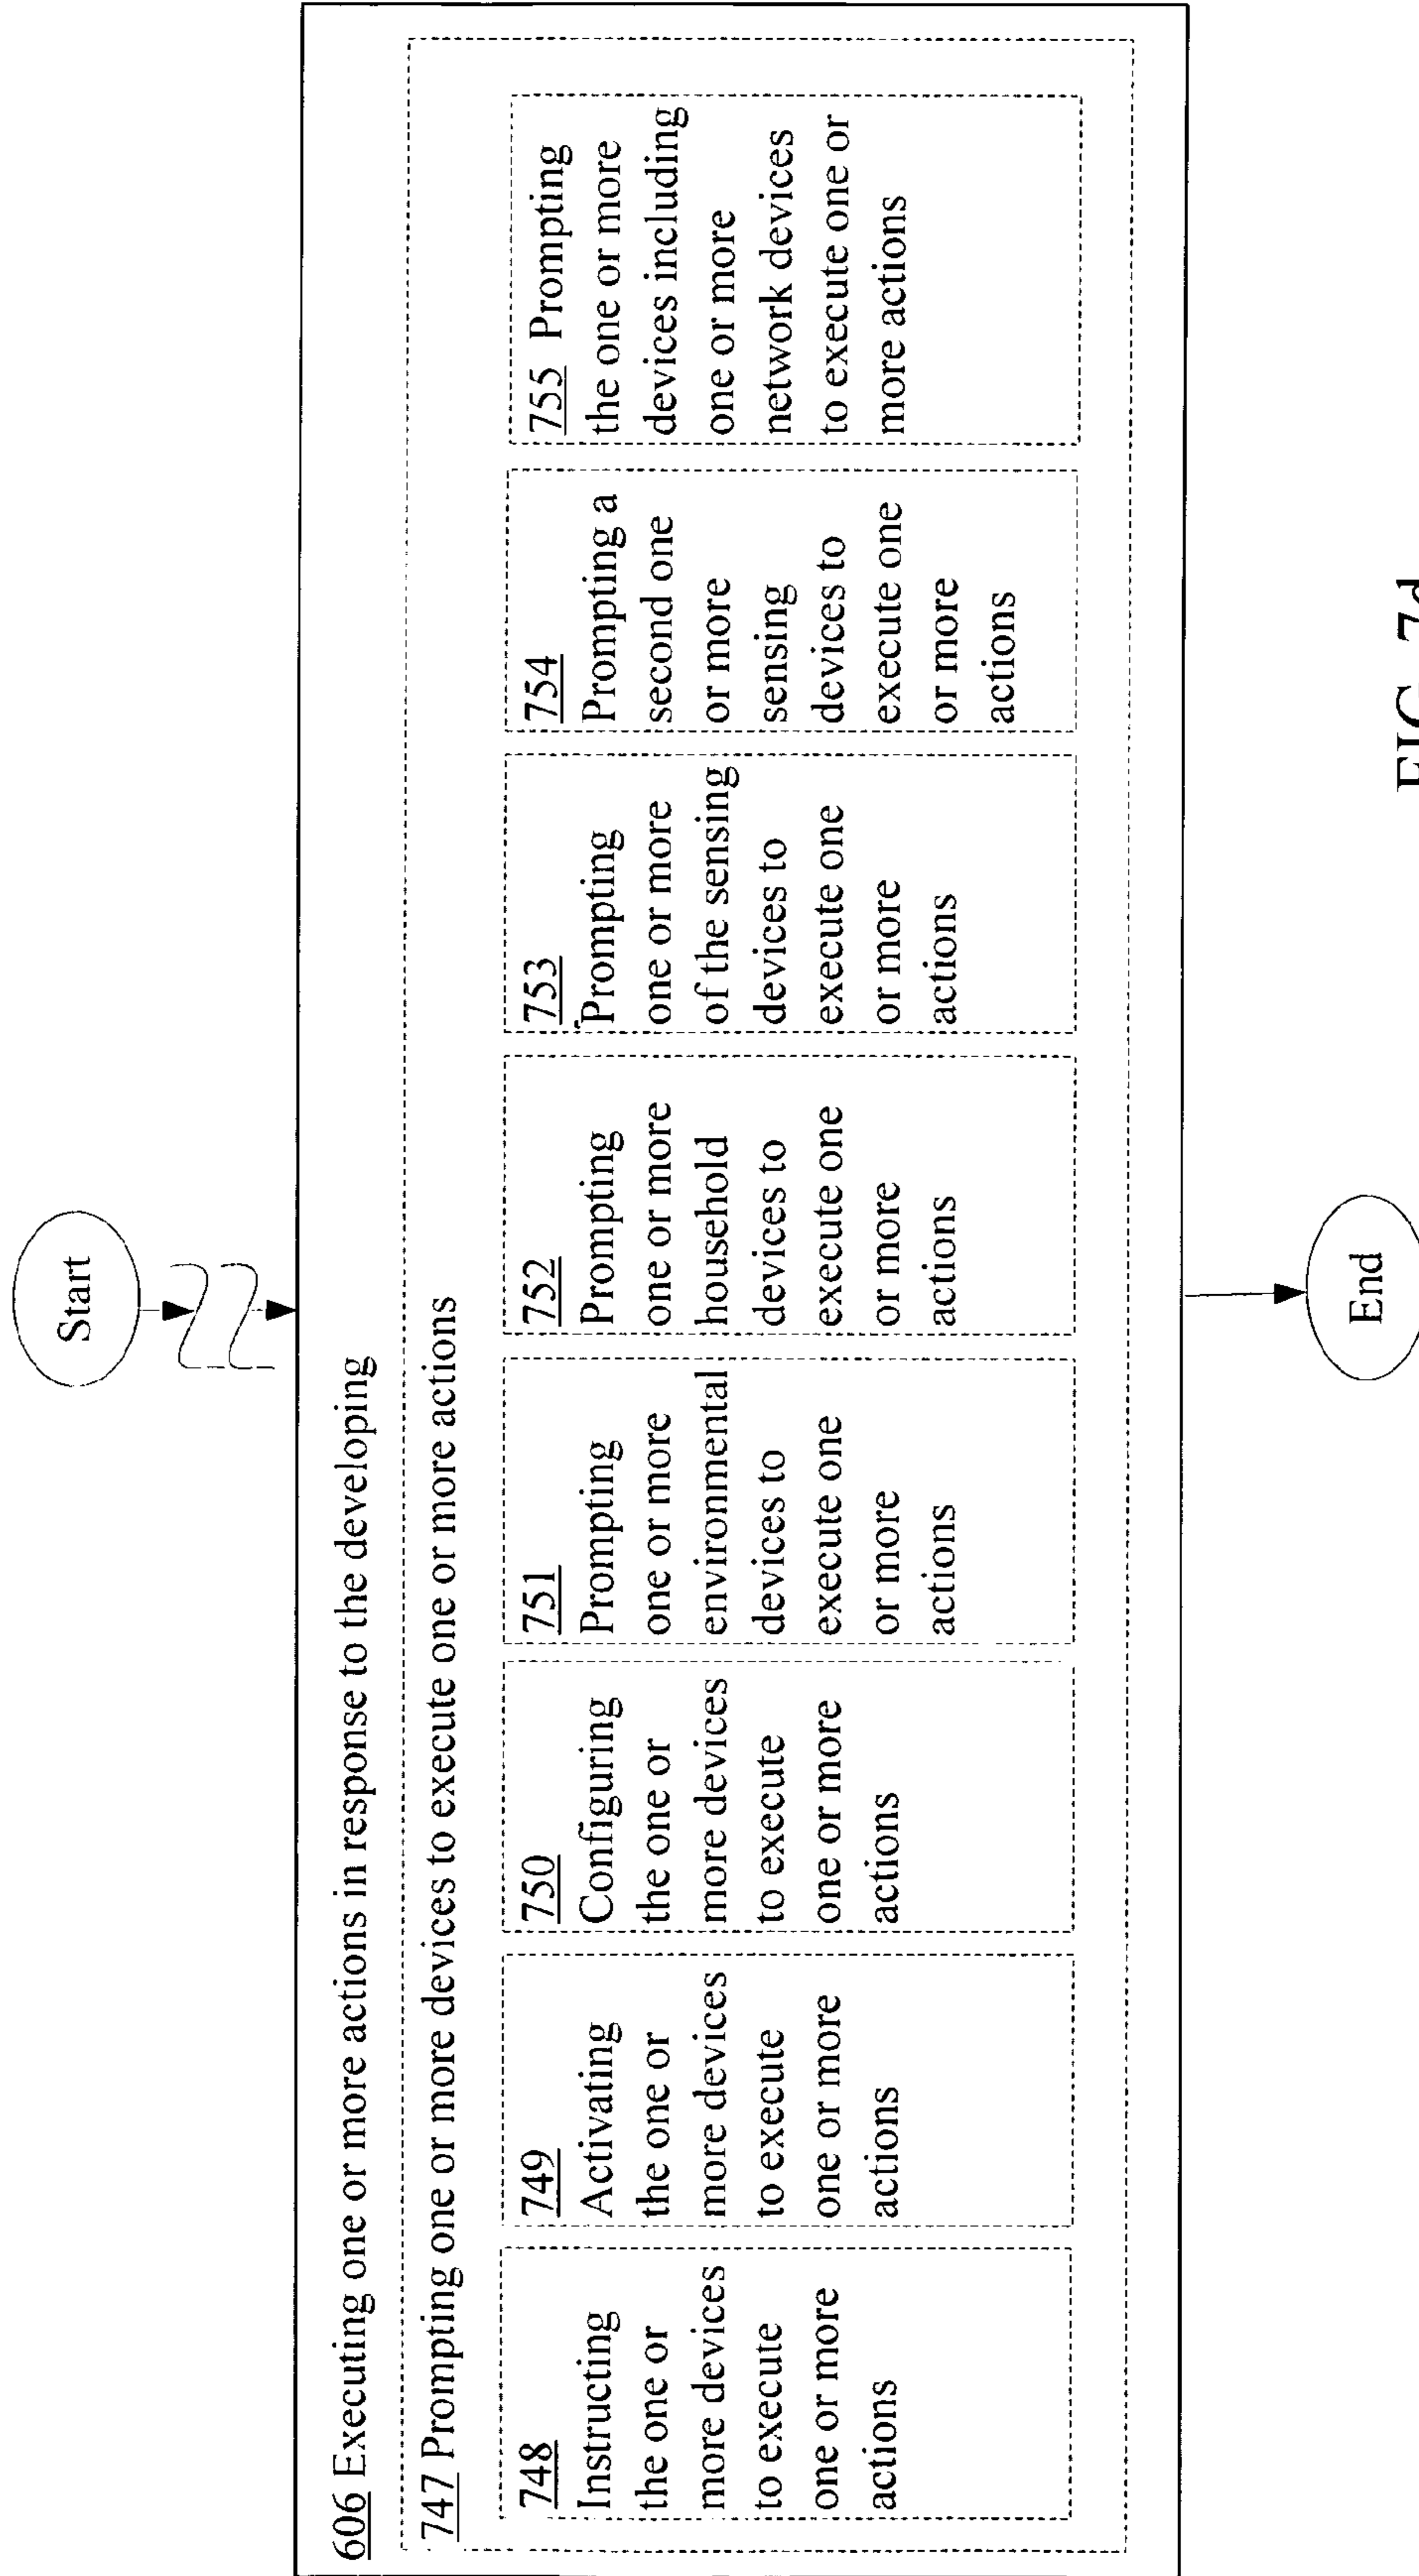 Start
606 Executing one or more actions in response to the developing
747 Prompting one or more devices to execute one or more actions
748
Instructing
the one or
more devices
to execute
one or more
actions
749
Activating
the one or
more devices
to execute
one or more
actions
750
Configuring
the one or
more devices
to execute
one or more
actions
751
Prompting
one or more
environmental
devices to
execute one
or more
actions
752
Prompting
one or more
household
devices to
execute one
or more
actions
753
Prompting
one or more
of the sensing
devices to
execute one
or more
actions
754
Prompting a
second one
or more
sensing
devices to
execute one
or more
actions
755 Prompting
the one or more
devices including
one or more
network devices
to execute one or
more actions
End
FIG. 7d